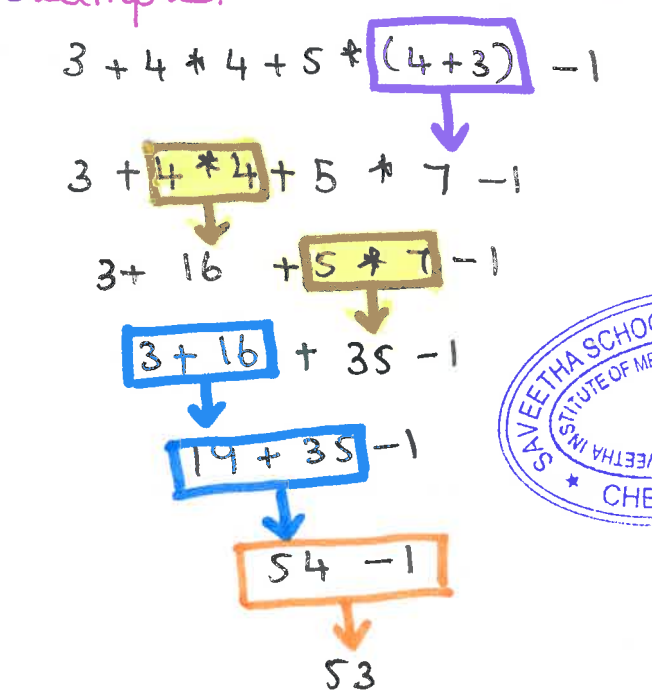 3 + 4 * 4 + 5 * (4+3) - 1
3 + 4 * 4 + 5 * 7 - 1
3 + 16 + 5 * 7 - 1
3 + 16 + 35 - 1
19 + 35 - 1
54 - 1
53
SAVEETHA SCHOO
STITUTE OF ME
CHE